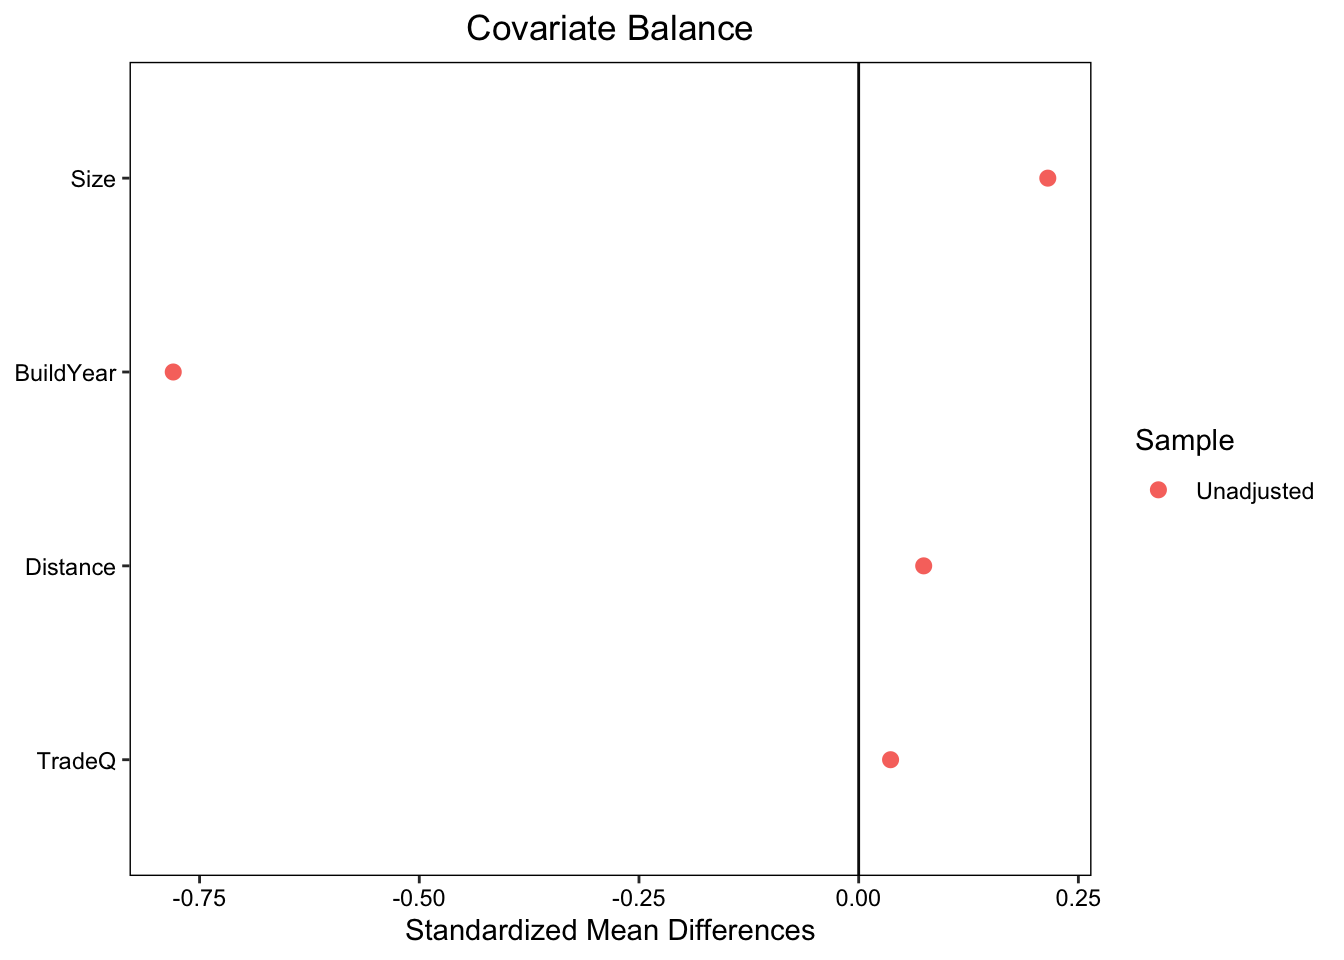 Covariate Balance
Size
BuildYear
Distance
TradeQ
-0.75 -0.50 -0.25 0.00 0.25
Standardized Mean Differences
Sample
Unadjusted